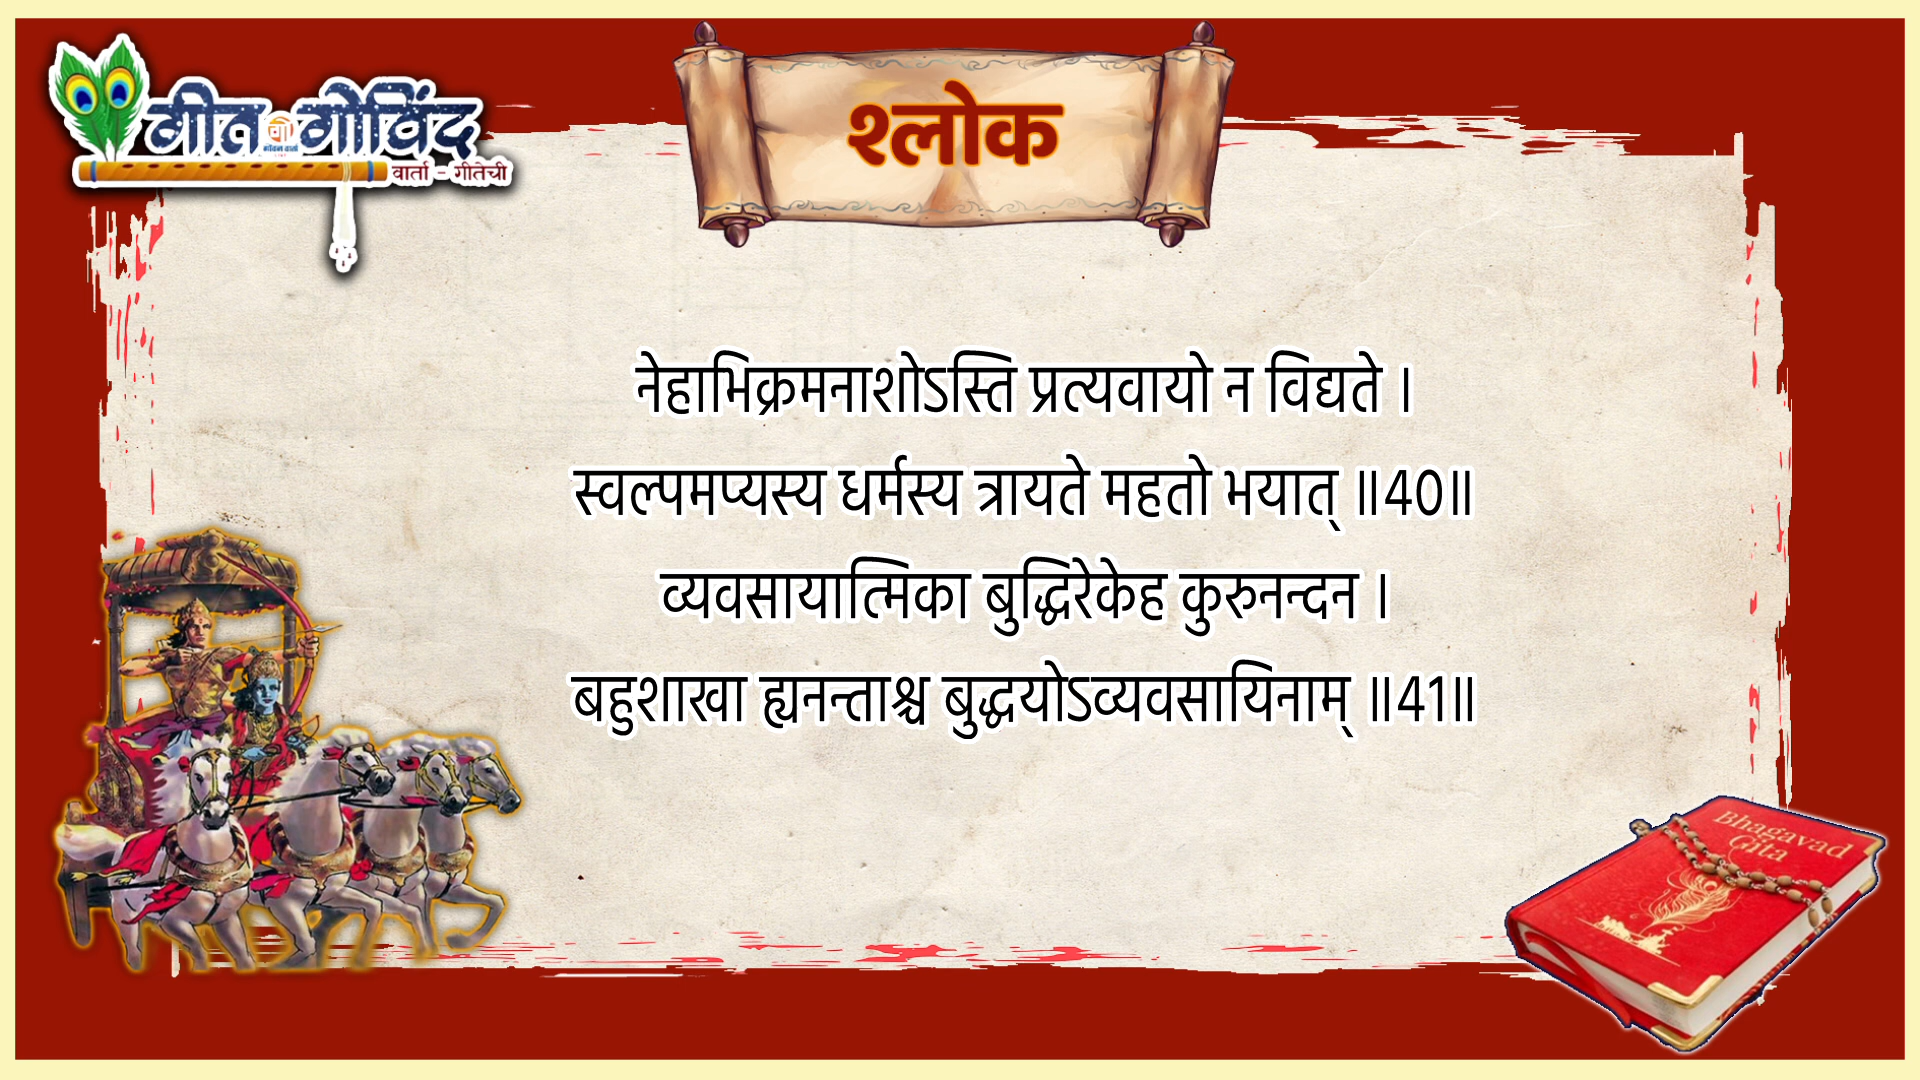 गीत गोविंद
वार्ता - गीतेची
श्लोक
नेहाभिक्रमनाशोऽस्ति प्रत्यवायो न विद्यते ।
स्वल्पमप्यस्य धर्मस्य त्रायते महतो भयात् ॥40॥
व्यवसायात्मिका बुद्धिरेकेह कुरुनन्दन ।
बहुशाखा ह्यनन्ताश्च बुद्धयोऽव्यवसायिनाम् ॥41॥
Bhagavad
Gita